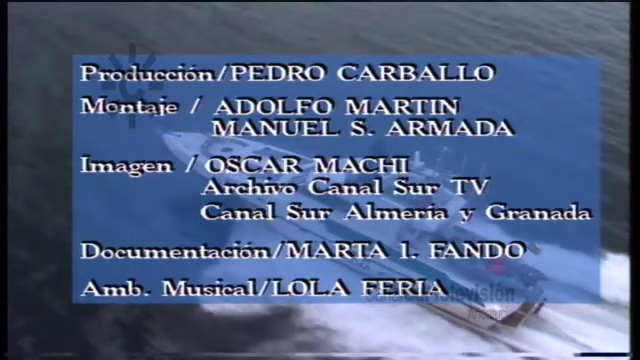 Producción/PEDRO CARBALLO
Montaje / ADOLFO MARTIN
MANUEL S. ARMADA
Imagen / OSCAR MACHI
Archivo Canal Sur TV
Canal Sur Almería y Granada
Documentación/MARTA I. FANDO
Amb. Musical/LOLA FERIA
Televisión